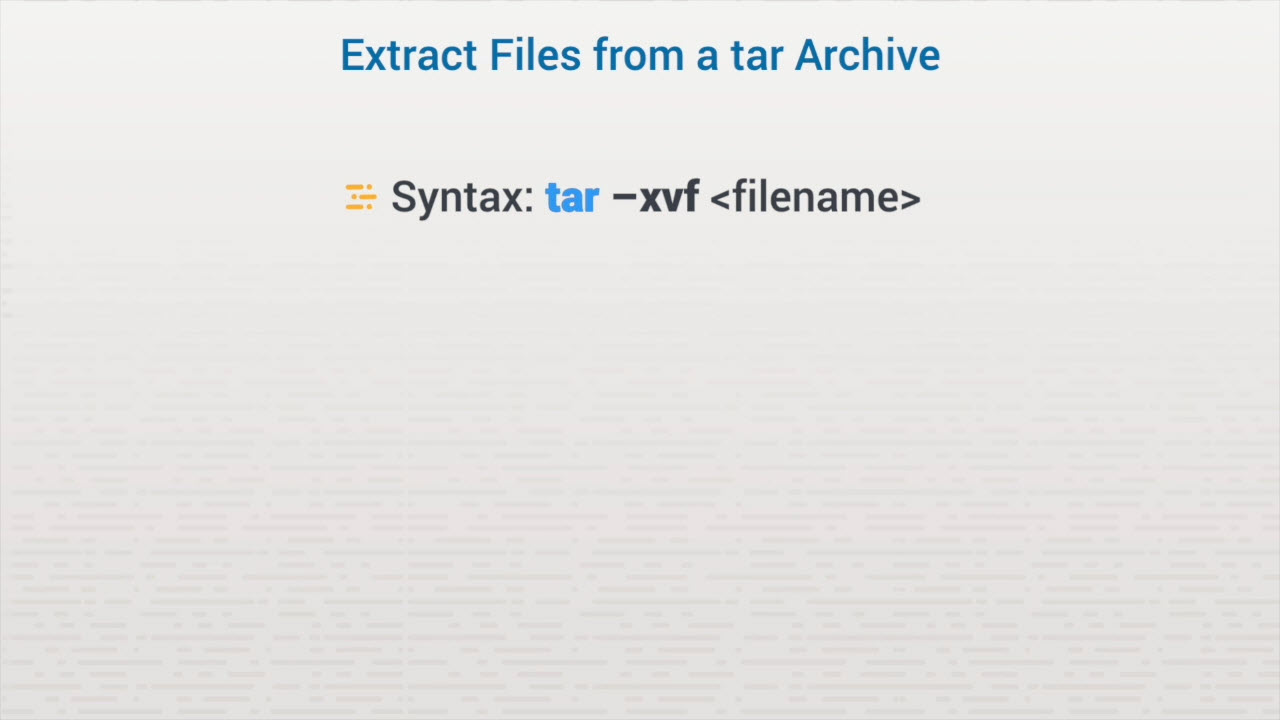 Extract Files from a tar Archive
Syntax: tar –xvf <filename>